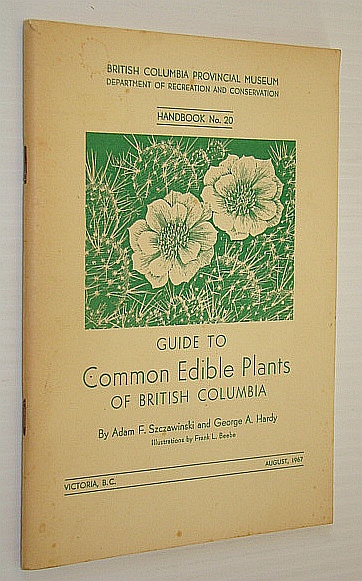 BRITISH COLUMBIA PROVINCIAL MUSEUM
DEPARTMENT OF RECREATION AND CONSERVATION
HANDBOOK No. 20
GUIDE TO
Common Edible Plants
OF BRITISH COLUMBIA
By Adam F. Szczawinski and George A. Hardy
Illustrations by Frank L. Beebe
VICTORIA, B.C. AUGUST, 1967